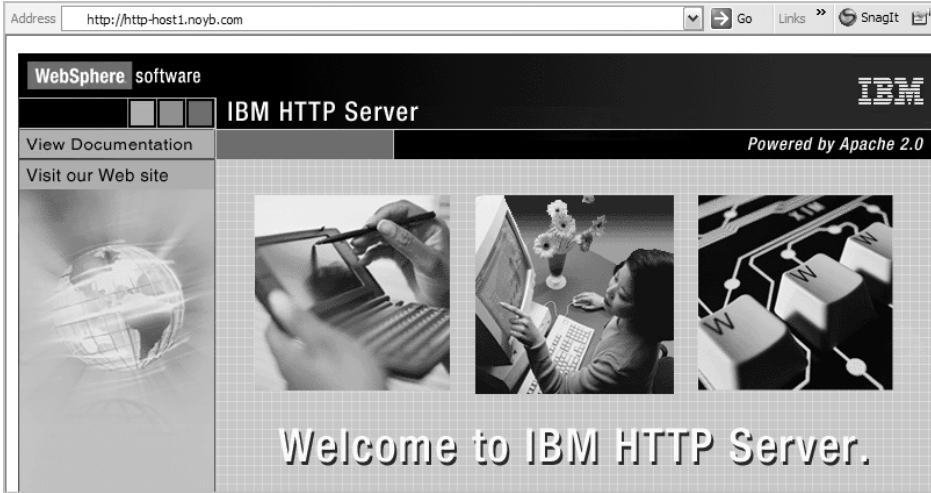 Address http://http-host1.noyb.com Go Links » SnagIt
WebSphere software
IBM
IBM HTTP Server
View Documentation
Powered by Apache 2.0
Visit our Web site
W W W
Welcome to IBM HTTP Server.